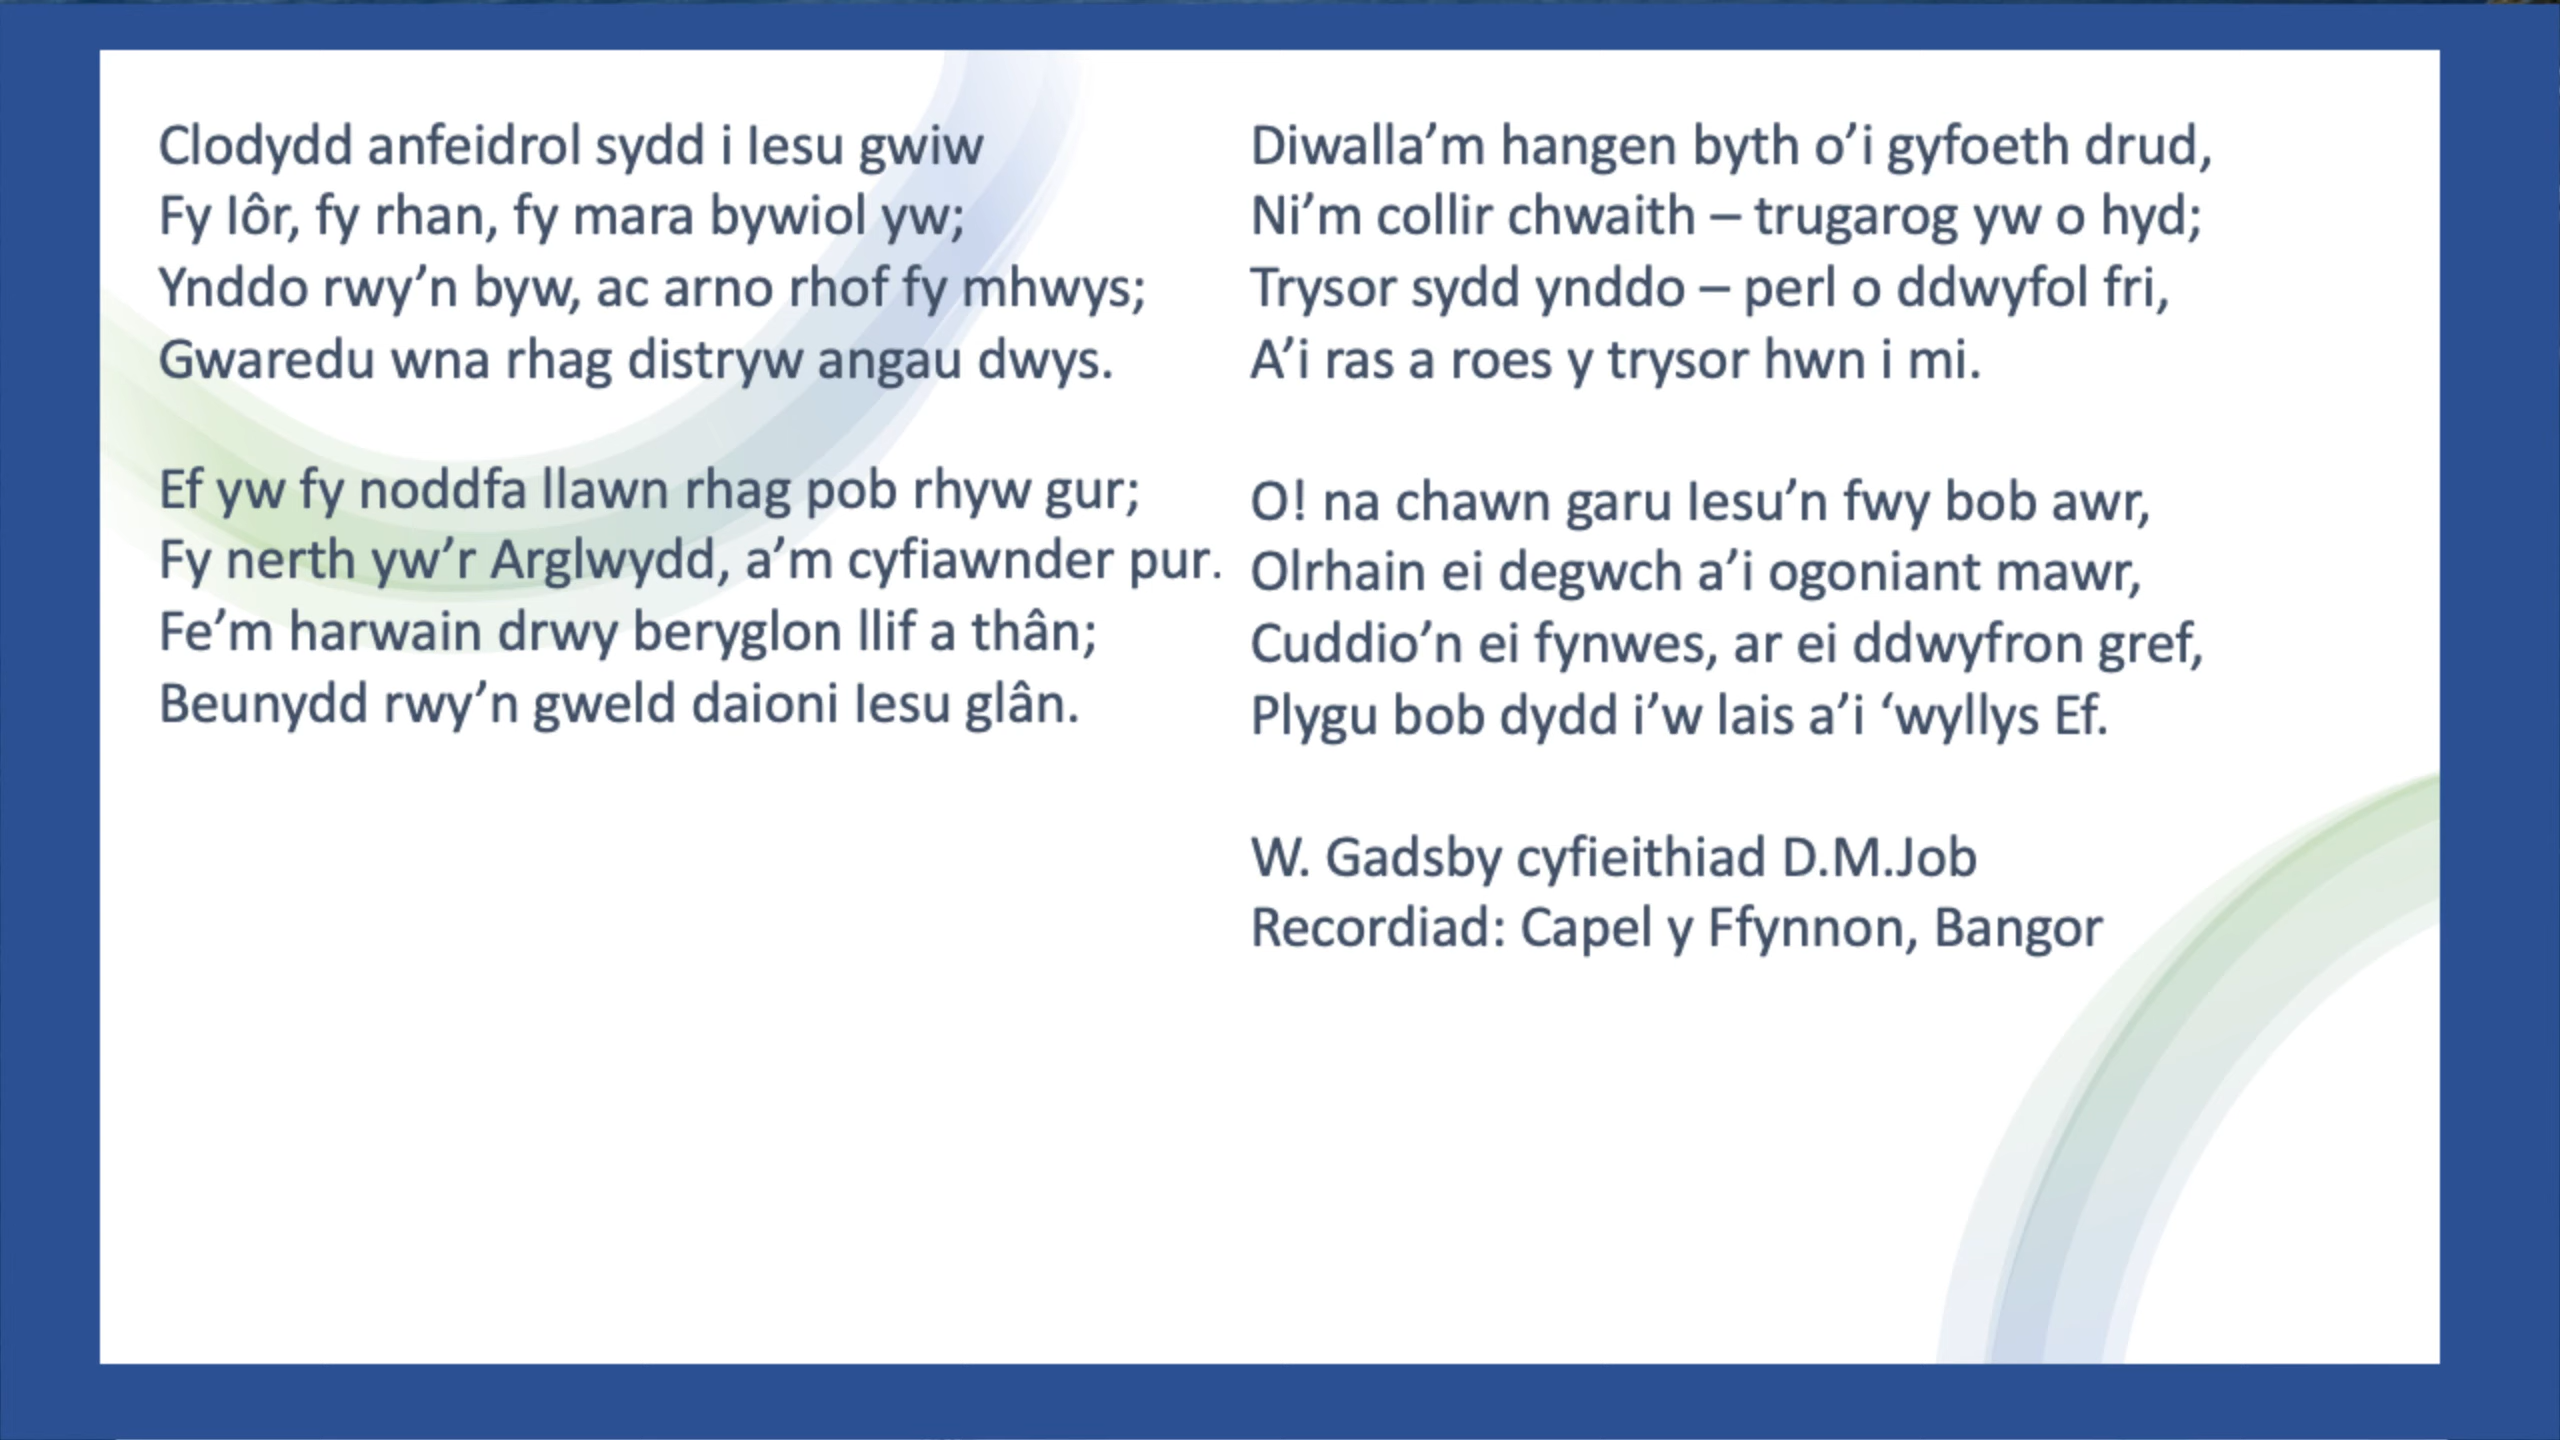 Clodydd anfeidrol sydd i Iesu gwiw
Fy Iôr, fy rhan, fy mara bywiol yw;
Ynddo rwy’n byw, ac arno rhof fy mhwys;
Gwaredu wna rhag distryw angau dwys.
Ef yw fy noddfa llawn rhag pob rhyw gur;
Fy nerth yw’r Arglwydd, a’m cyfiawnder pur.
Fe’m harwain drwy beryglon llif a thân;
Beunydd rwy’n gweld daioni Iesu glân.
Diwalla’m hangen byth o’i gyfoeth drud,
Ni’m collir chwaith – trugarog yw o hyd;
Trysor sydd ynddo – perl o ddwyfol fri,
A’i ras a roes y trysor hwn i mi.
O! na chawn garu Iesu’n fwy bob awr,
Olrhain ei degwch a’i ogoniant mawr,
Cuddio’n ei fynwes, ar ei ddwyfron gref,
Plygu bob dydd i’w lais a’i ‘wyllys Ef.
W. Gadsby cyfieithiad D.M.Job
Recordiad: Capel y Ffynnon, Bangor